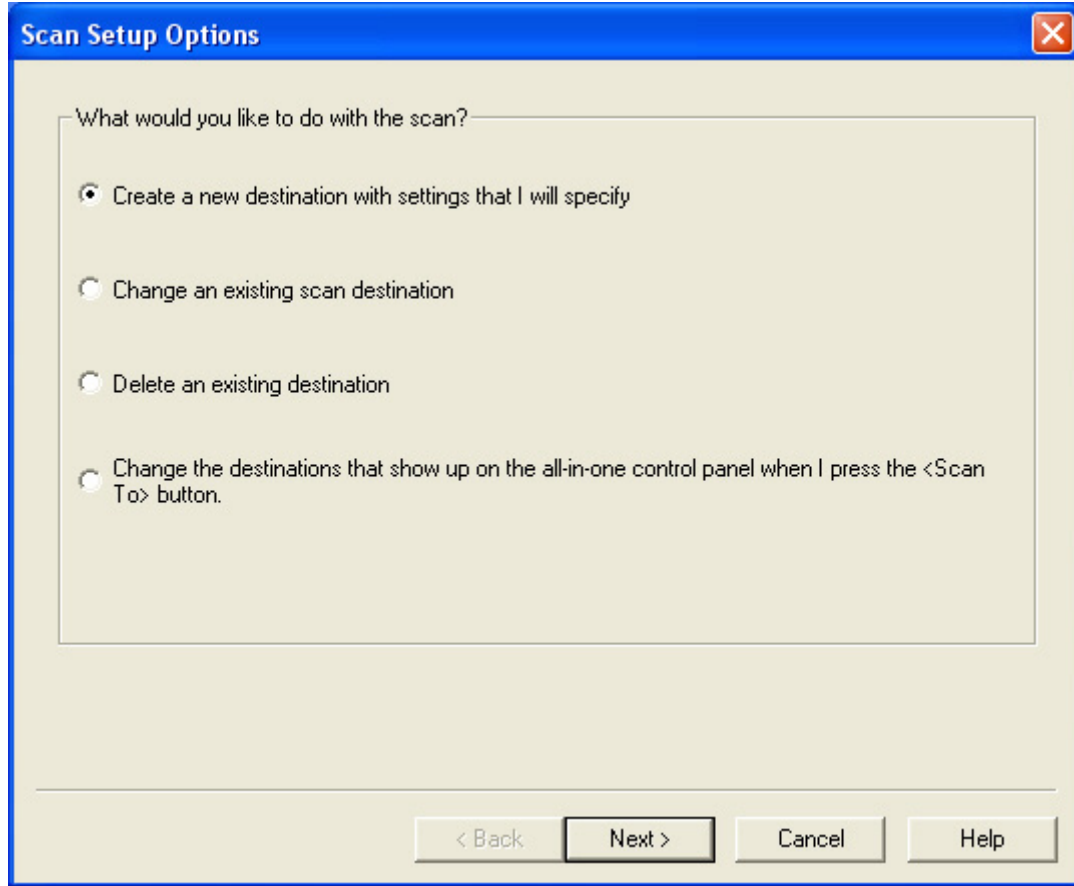 Scan Setup Options
What would you like to do with the scan?
Create a new destination with settings that I will specify
Change an existing scan destination
Delete an existing destination
Change the destinations that show up on the all-in-one control panel when I press the <Scan
To> button.
< Back
Next >
Cancel
Help